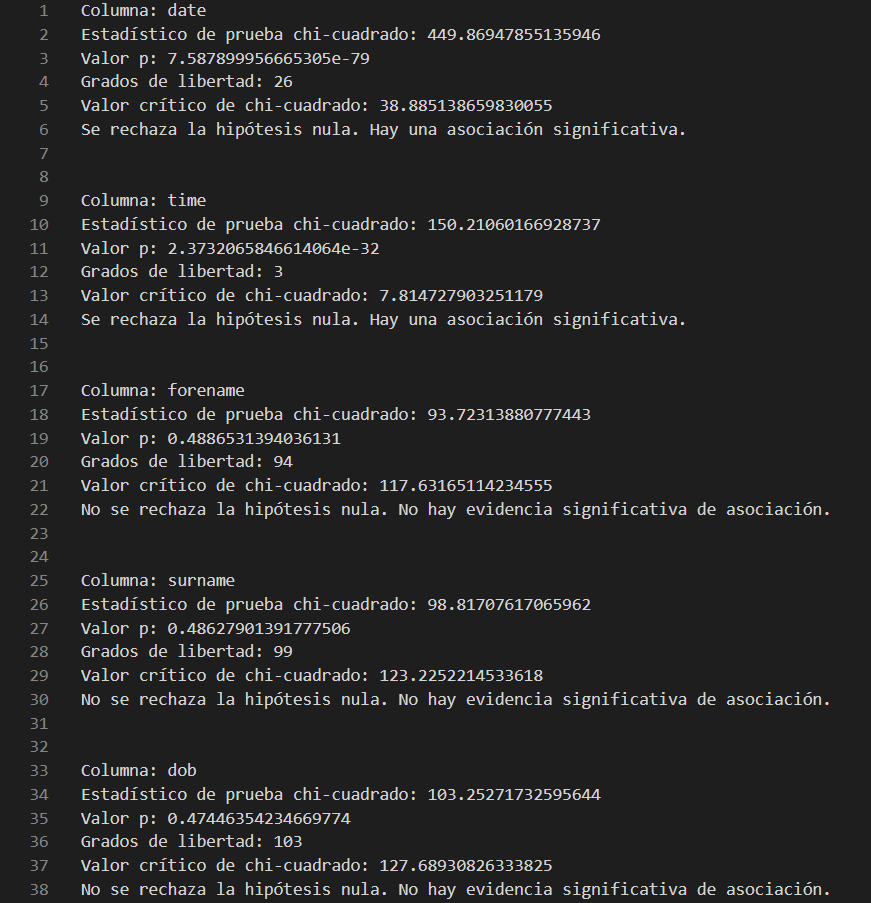 1 Columna: date
2 Estadístico de prueba chi-cuadrado: 449.86947855135946
3 Valor p: 7.587899956665305e-79
4 Grados de libertad: 26
5 Valor crítico de chi-cuadrado: 38.885138659830055
6 Se rechaza la hipótesis nula. Hay una asociación significativa.
7
8
9 Columna: time
10 Estadístico de prueba chi-cuadrado: 150.21060166928737
11 Valor p: 2.3732065846614064e-32
12 Grados de libertad: 3
13 Valor crítico de chi-cuadrado: 7.814727903251179
14 Se rechaza la hipótesis nula. Hay una asociación significativa.
15
16
17 Columna: forename
18 Estadístico de prueba chi-cuadrado: 93.72313880777443
19 Valor p: 0.4886531394036131
20 Grados de libertad: 94
21 Valor crítico de chi-cuadrado: 117.63165114234555
22 No se rechaza la hipótesis nula. No hay evidencia significativa de asociación.
23
24
25 Columna: surname
26 Estadístico de prueba chi-cuadrado: 98.81707617065962
27 Valor p: 0.48627901391777506
28 Grados de libertad: 99
29 Valor crítico de chi-cuadrado: 123.2252214533618
30 No se rechaza la hipótesis nula. No hay evidencia significativa de asociación.
31
32
33 Columna: dob
34 Estadístico de prueba chi-cuadrado: 103.25271732595644
35 Valor p: 0.47446354234669774
36 Grados de libertad: 103
37 Valor crítico de chi-cuadrado: 127.68930826333825
38 No se rechaza la hipótesis nula. No hay evidencia significativa de asociación.